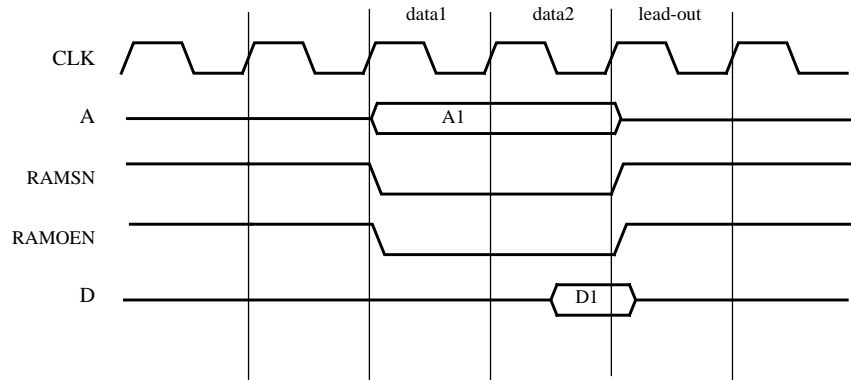 data1 data2 lead-out
CLK
A
A1
RAMSN
RAMOEN
D
D1